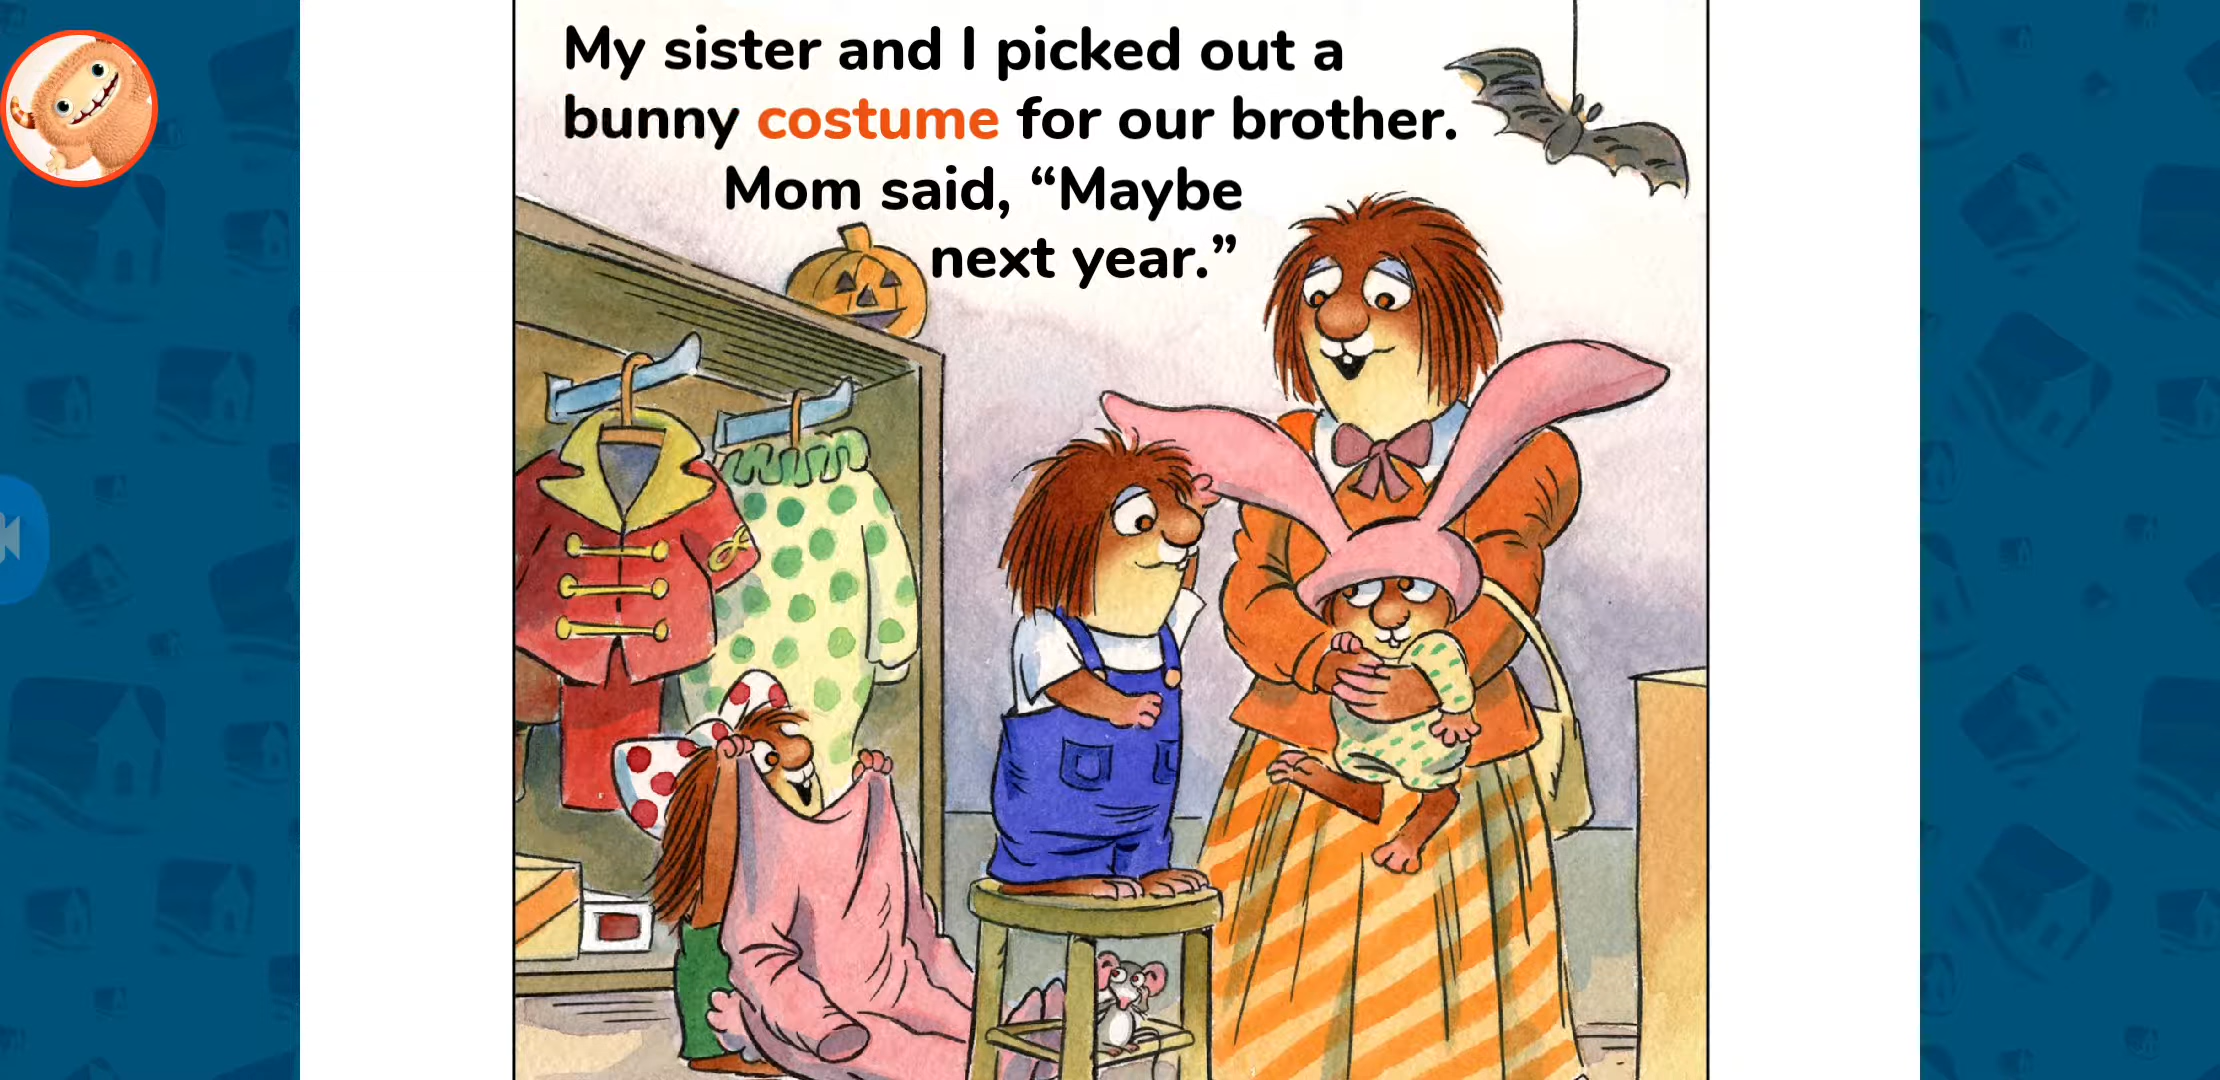 My sister and I picked out a
bunny costume for our brother.
Mom said, “Maybe
next year.”